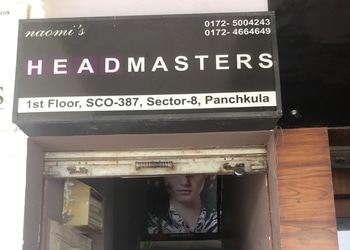 naomi's
0172- 5004243
0172- 4664649
HEADMASTERS
1st Floor, SCO-387, Sector-8, Panchkula